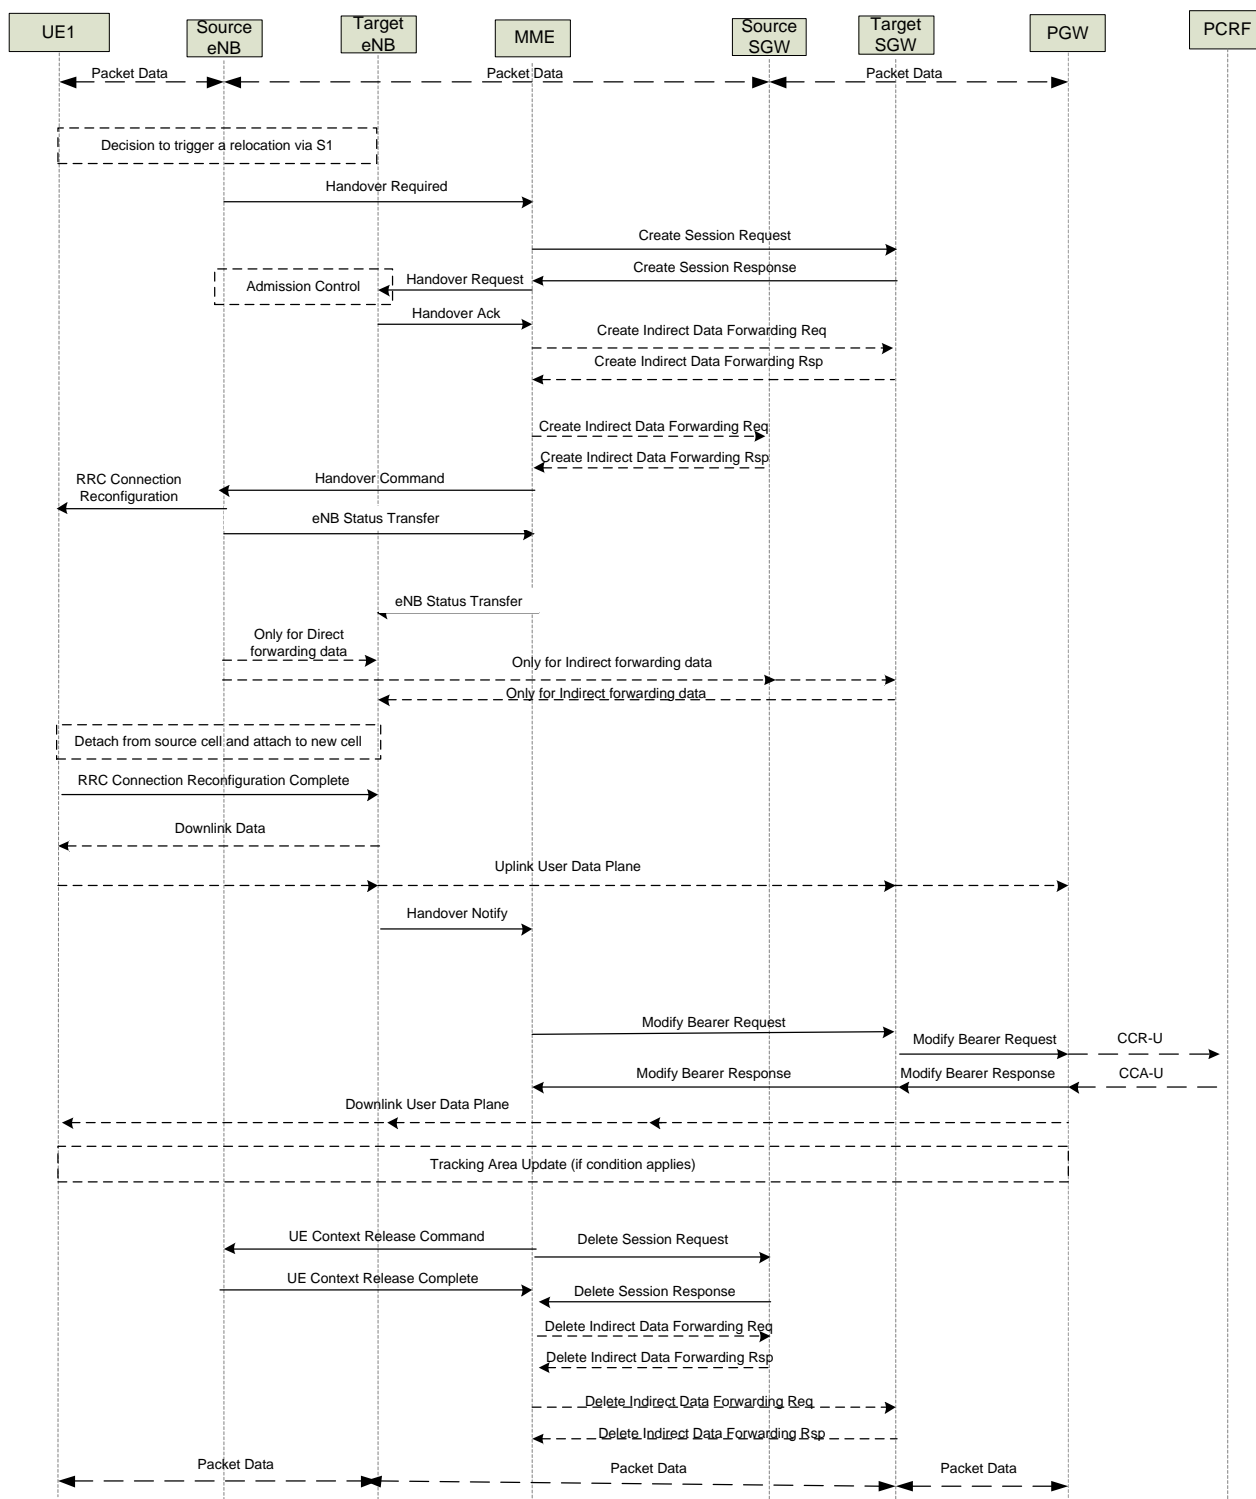 UE1
Source
eNB
Target
eNB
MME
Source
SGW
Target
SGW
PGW
PCRF
Packet Data
Packet Data
Packet Data
Decision to trigger a relocation via S1
Handover Required
Create Session Request
Create Session Response
Admission Control
Handover Request
Handover Ack
Create Indirect Data Forwarding Req
Create Indirect Data Forwarding Rsp
Create Indirect Data Forwarding Req
Create Indirect Data Forwarding Rsp
RRC Connection
Reconfiguration
Handover Command
eNB Status Transfer
eNB Status Transfer
Only for Direct
forwarding data
Only for Indirect forwarding data
Only for Indirect forwarding data
Detach from source cell and attach to new cell
RRC Connection Reconfiguration Complete
Downlink Data
Uplink User Data Plane
Handover Notify
Modify Bearer Request
Modify Bearer Request
CCR-U
Modify Bearer Response
Modify Bearer Response
CCA-U
Downlink User Data Plane
Tracking Area Update (if condition applies)
UE Context Release Command
Delete Session Request
UE Context Release Complete
Delete Session Response
Delete Indirect Data Forwarding Req
Delete Indirect Data Forwarding Rsp
Delete Indirect Data Forwarding Req
Delete Indirect Data Forwarding Rsp
Packet Data
Packet Data
Packet Data